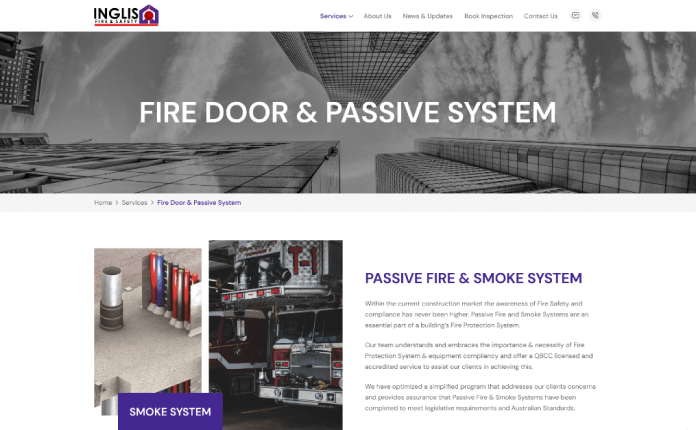 INGLIS
FIRE & SAFETY
Services
About Us
News & Updates
Book Inspection
Contact Us
FIRE DOOR & PASSIVE SYSTEM
Home > Services > Fire Door & Passive System
PASSIVE FIRE & SMOKE SYSTEM
Within the current construction market the awareness of Fire Safety and
compliance has never been higher. Passive Fire and Smoke Systems are an
essential part of a building's Fire Protection System.
Our team understands and embraces the importance & necessity of Fire
Protection System & equipment compliancy and offer a QBCC licensed and
accredited service to assist our clients in achieving this.
We have optimized a simplified program that addresses our clients concerns
and provides assurance that Passive Fire & Smoke Systems have been
completed to meet legislative requirements and Australian Standards.
T-1
SMOKE SYSTEM